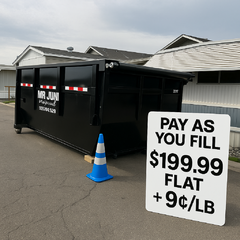 MR JUNK
PAY AS
YOU FILL
$199.99
FLAT
+ 9¢/LB